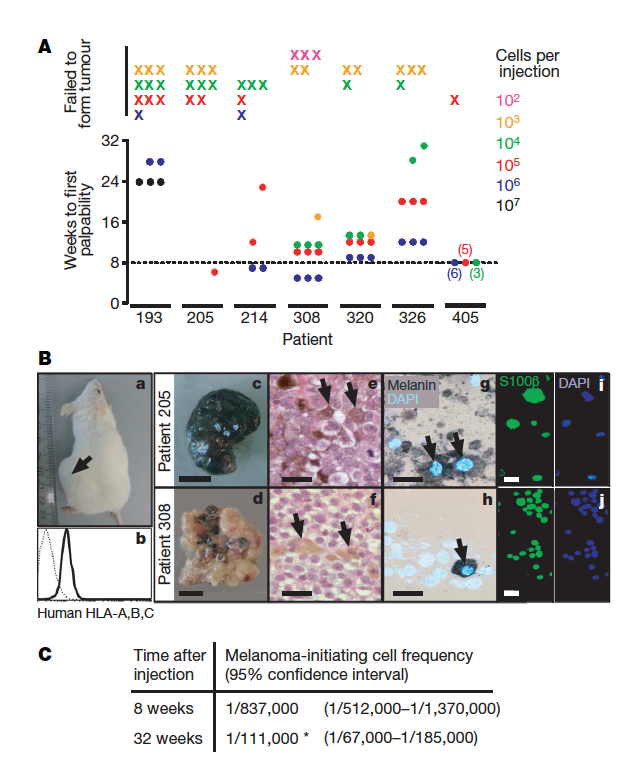 A
Failed to
form tumour
XXX
XXX XXX XX XX XXX
XXX XXX XXX X X
XXX XX X X
X X
Cells per
injection
10²
10³
10⁴
10⁵
10⁶
10⁷
Weeks to first
palpability
32
24
16
8
0
(5)
(6) (3)
193 205 214 308 320 326 405
Patient
B
a
b
Human HLA-A,B,C
Patient 205
c
e
Melanin
DAPI
g
S100β
DAPI
i
Patient 308
d
f
h
j
C
Time after
injection
Melanoma-initiating cell frequency
(95% confidence interval)
8 weeks 1/837,000 (1/512,000–1/1,370,000)
32 weeks 1/111,000 * (1/67,000–1/185,000)